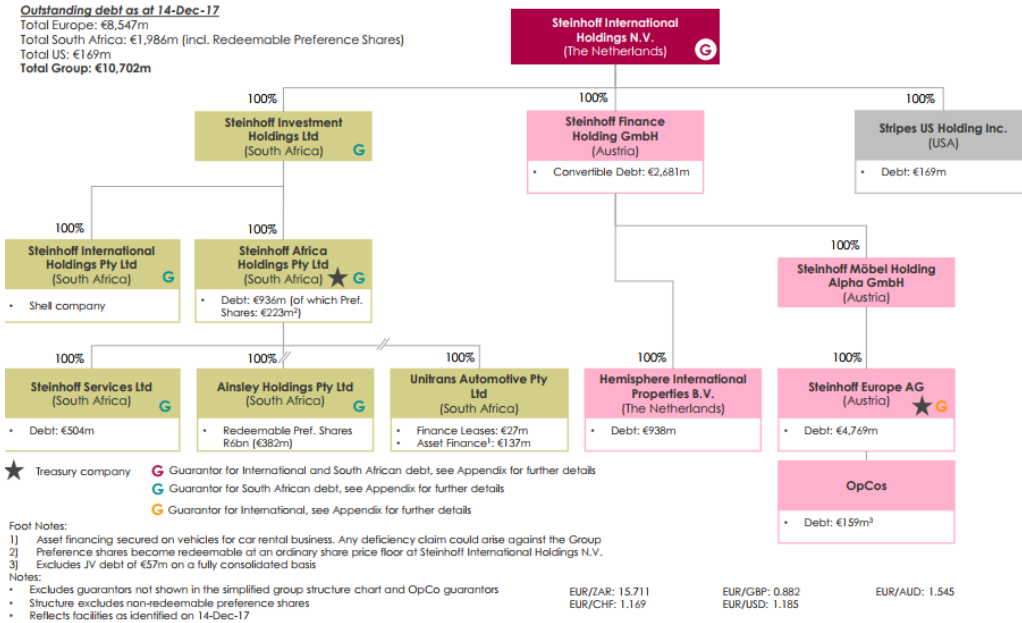 Outstanding debt as at 14-Dec-17
Total Europe: €8,547m
Total South Africa: €1,986m (incl. Redeemable Preference Shares)
Total US: €169m
Total Group: €10,702m
Steinhoff International
Holdings N.V.
(The Netherlands)
G
100%
100%
100%
Steinhoff Investment
Holdings Ltd
(South Africa)
G
Steinhoff Finance
Holding GmbH
(Austria)
• Convertible Debt: €2,681m
Stripes US Holding Inc.
(USA)
• Debt: €169m
100%
100%
100%
Steinhoff International
Holdings Pty Ltd
(South Africa)
G
• Shell company
Steinhoff Africa
Holdings Pty Ltd
(South Africa)
G
• Debt: €936m (of which Pref.
Shares: €223m²)
Steinhoff Möbel Holding
Alpha GmbH
(Austria)
100%
100%
100%
100%
100%
Steinhoff Services Ltd
(South Africa)
G
• Debt: €504m
Ainsley Holdings Pty Ltd
(South Africa)
G
• Redeemable Pref. Shares
R6bn (€382m)
Unitrans Automotive Pty
Ltd
(South Africa)
• Finance Leases: €27m
• Asset Finance¹: €137m
Hemisphere International
Properties B.V.
(The Netherlands)
• Debt: €938m
Steinhoff Europe AG
(Austria)
G
• Debt: €4,769m
OpCos
• Debt: €159m³
Treasury company
G Guarantor for International and South African debt, see Appendix for further details
G Guarantor for South African debt, see Appendix for further details
G Guarantor for International, see Appendix for further details
Foot Notes:
1] Asset financing secured on vehicles for car rental business. Any deficiency claim could arise against the Group
2] Preference shares become redeemable at an ordinary share price floor at Steinhoff International Holdings N.V.
3] Excludes JV debt of €57m on a fully consolidated basis
Notes:
• Excludes guarantors not shown in the simplified group structure chart and OpCo guarantors
• Structure excludes non-redeemable preference shares
• Reflects facilities as identified on 14-Dec-17
EUR/ZAR: 15.711
EUR/CHF: 1.169
EUR/GBP: 0.882
EUR/USD: 1.185
EUR/AUD: 1.545